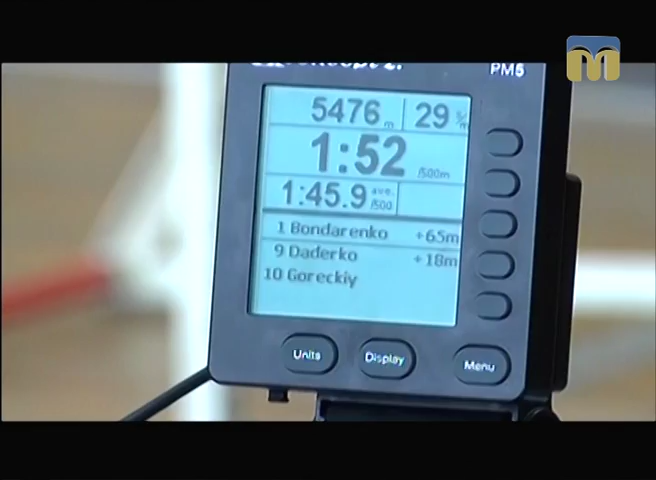 PM5
5476 m 29 s/m
1:52 /500m
1:45.9 ave. /500
1 Bondarenko +65m
9 Daderko +18m
10 Goreckiy
Units Display Menu